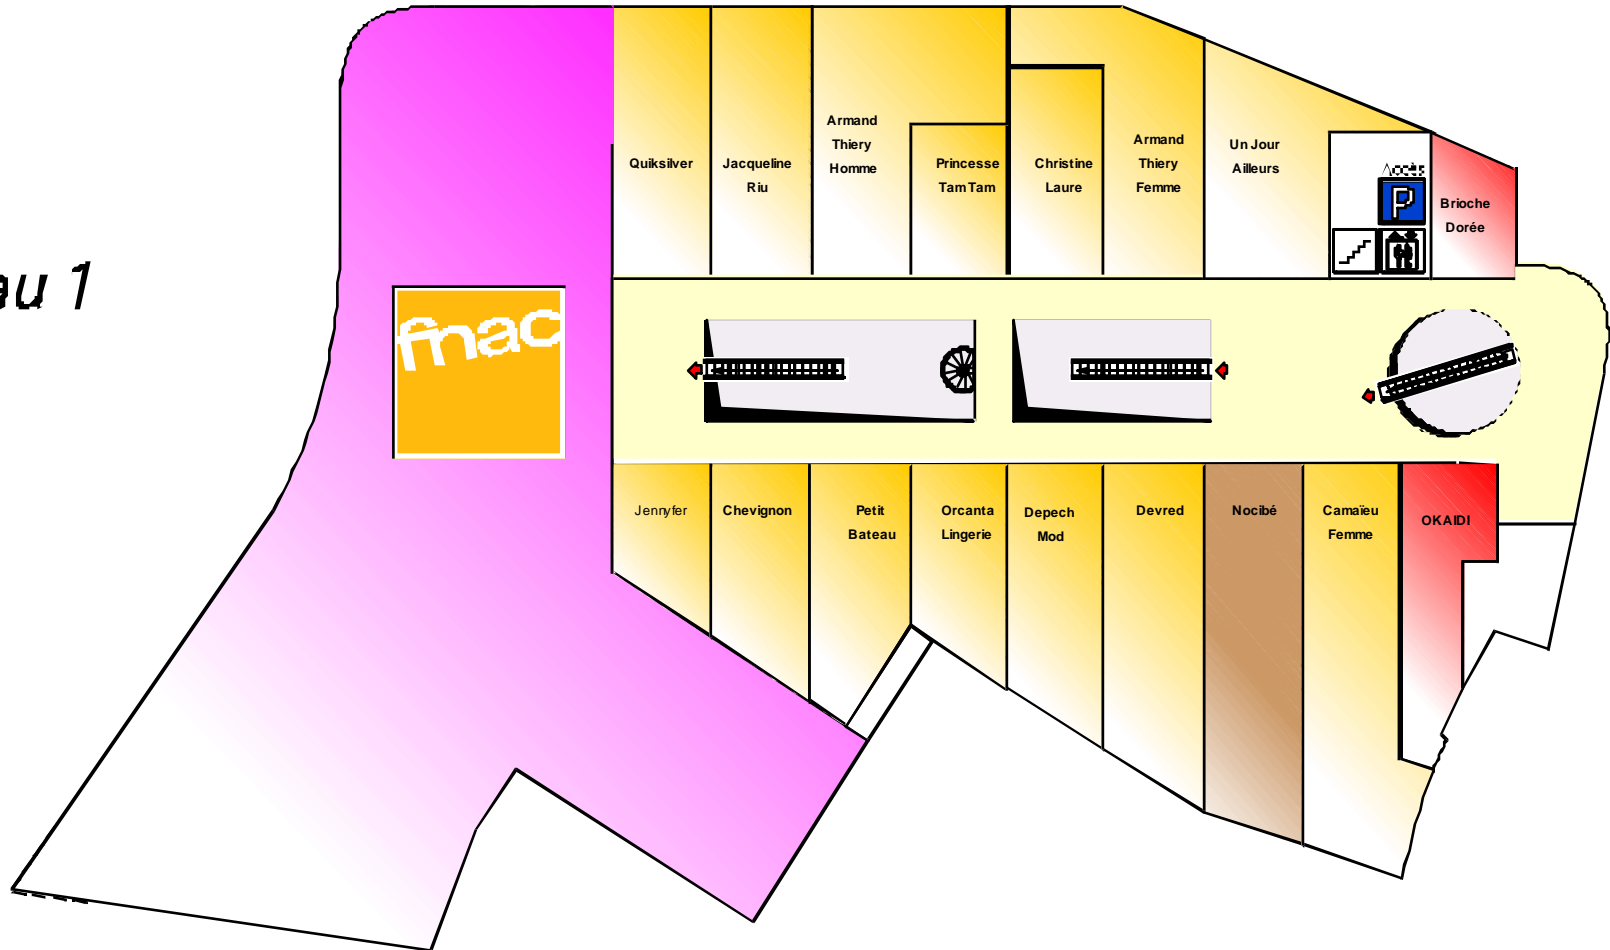 au 1
fnac
Quiksilver
Jacqueline
Riu
Armand
Thiery
Homme
Princesse
Tam Tam
Christine
Laure
Armand
Thiery
Femme
Un Jour
Ailleurs
Accès
P
Brioche
Dorée
Jennyfer
Chevignon
Petit
Bateau
Orcanta
Lingerie
Depech
Mod
Devred
Nocibé
Camaïeu
Femme
OKAIDI